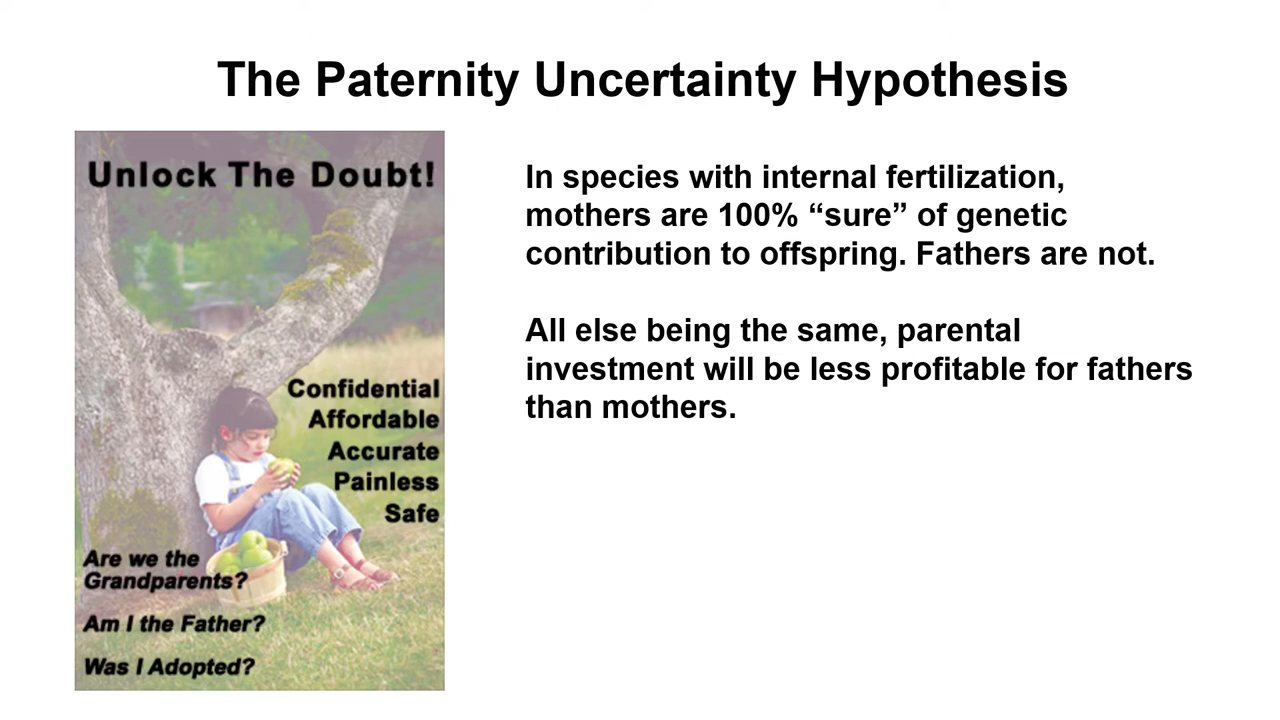 The Paternity Uncertainty Hypothesis
Unlock The Doubt!
Confidential
Affordable
Accurate
Painless
Safe
Are we the
Grandparents?
Am I the Father?
Was I Adopted?
In species with internal fertilization,
mothers are 100% “sure” of genetic
contribution to offspring. Fathers are not.
All else being the same, parental
investment will be less profitable for fathers
than mothers.